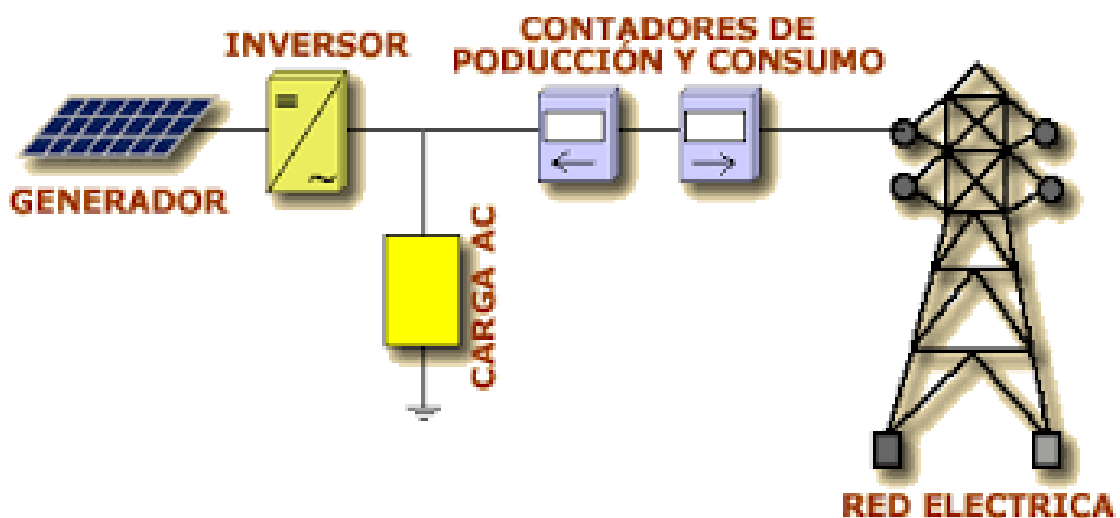 INVERSOR
CONTADORES DE
PODUCCIÓN Y CONSUMO
GENERADOR
CARGA AC
RED ELECTRICA